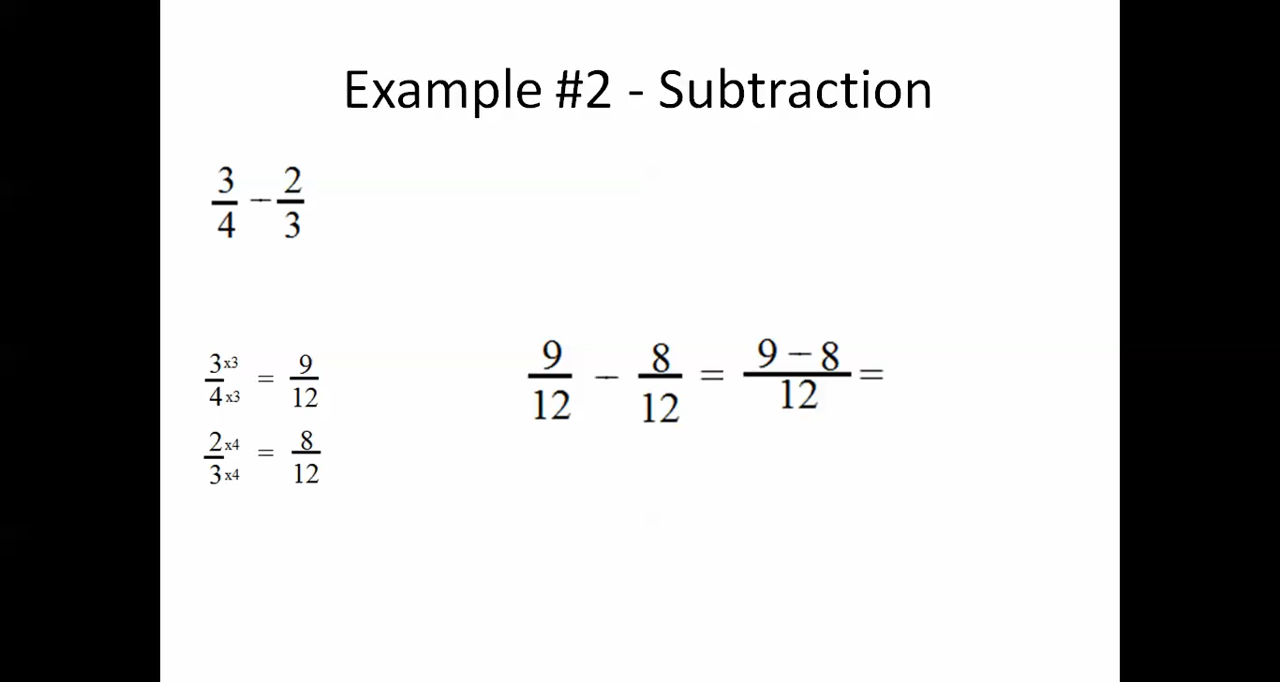 Example #2 - Subtraction
3/4 − 2/3
3x3/4x3 = 9/12
2x4/3x4 = 8/12
9/12 − 8/12 = 9 − 8/12 =